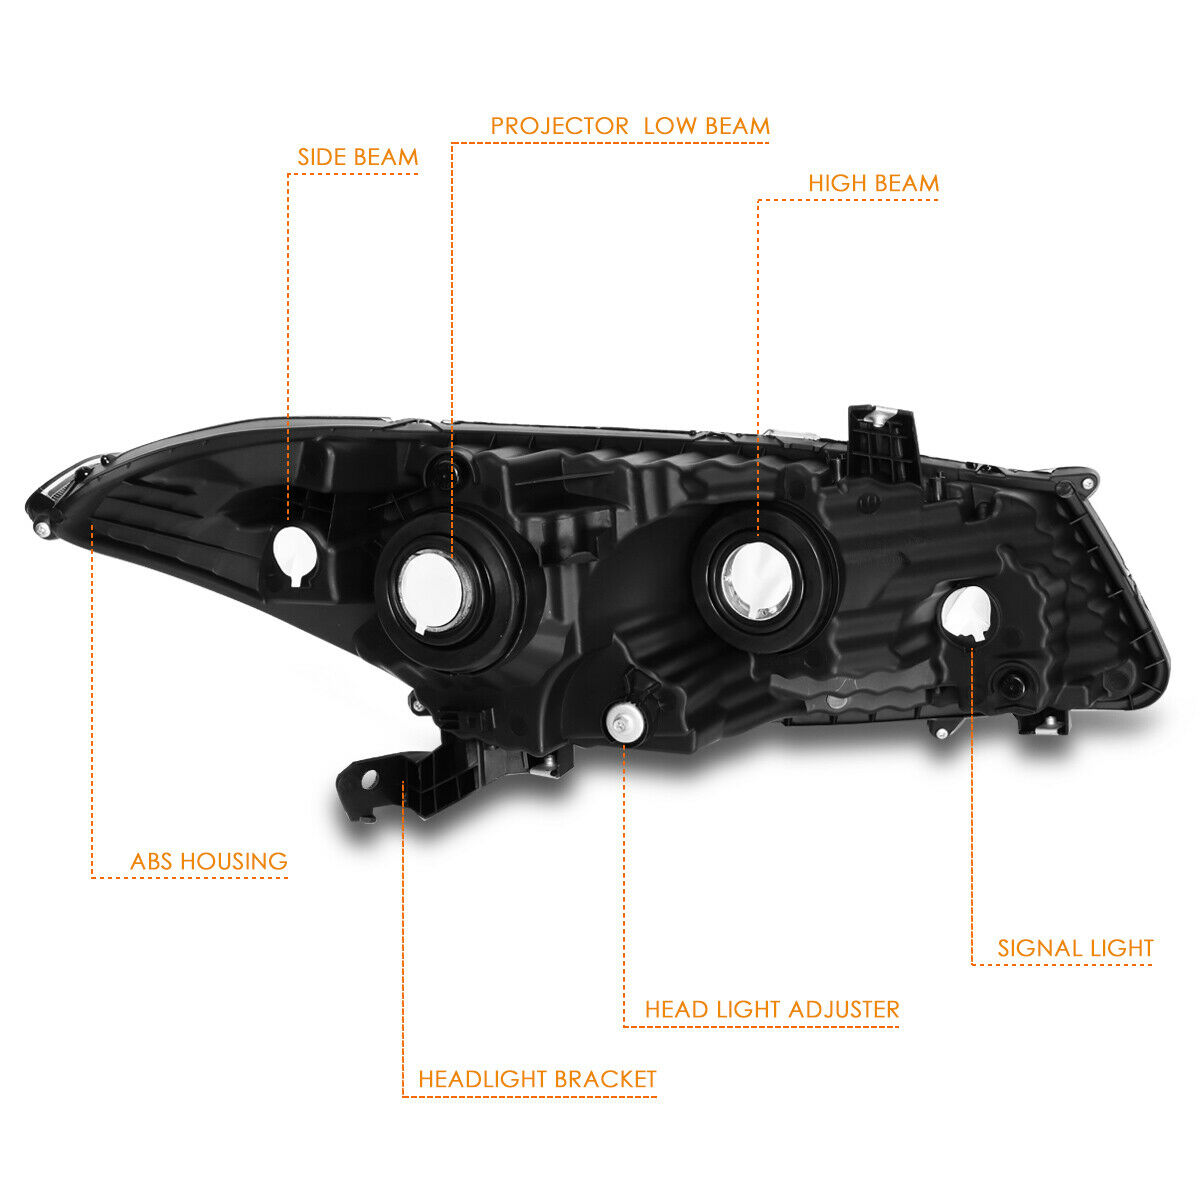 PROJECTOR  LOW BEAM
SIDE BEAM
HIGH BEAM
ABS HOUSING
SIGNAL LIGHT
HEAD LIGHT ADJUSTER
HEADLIGHT BRACKET